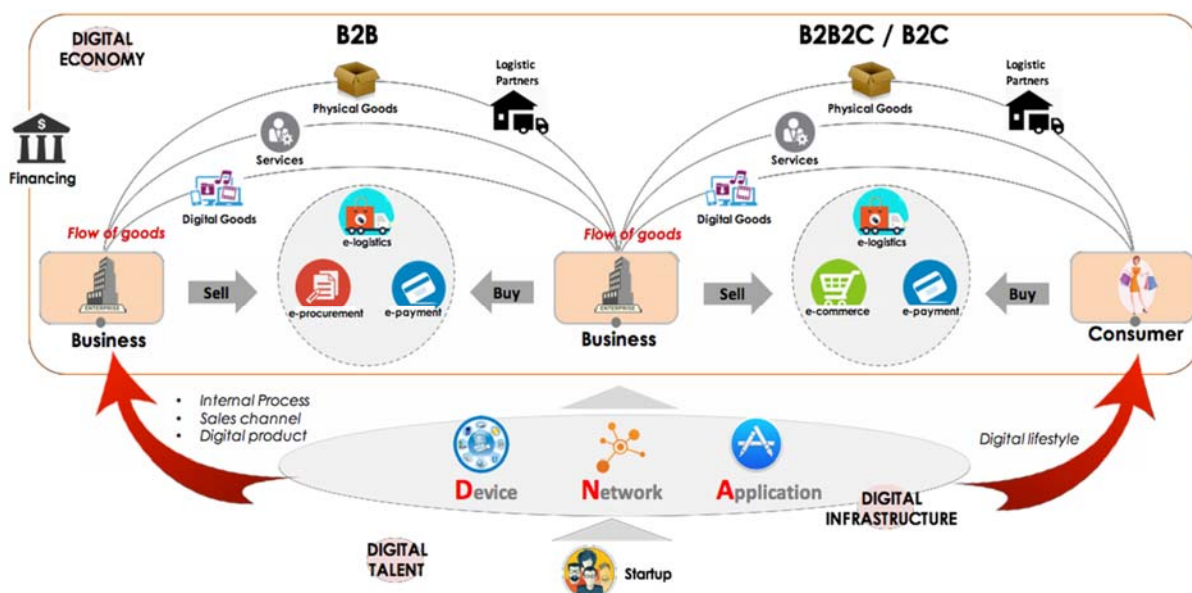 DIGITAL
ECONOMY
B2B
B2B2C / B2C
Logistic
Partners
Logistic
Partners
Physical Goods
Physical Goods
$
Financing
Services
Services
Digital Goods
Digital Goods
Flow of goods
e-logistics
Flow of goods
e-logistics
ENTERPRISE
Sell
e-procurement
e-payment
Buy
ENTERPRISE
Sell
e-commerce
e-payment
Buy
Business
Business
Consumer
• Internal Process
• Sales channel
• Digital product
Digital lifestyle
Device
Network
Application
DIGITAL
INFRASTRUCTURE
DIGITAL
TALENT
Startup